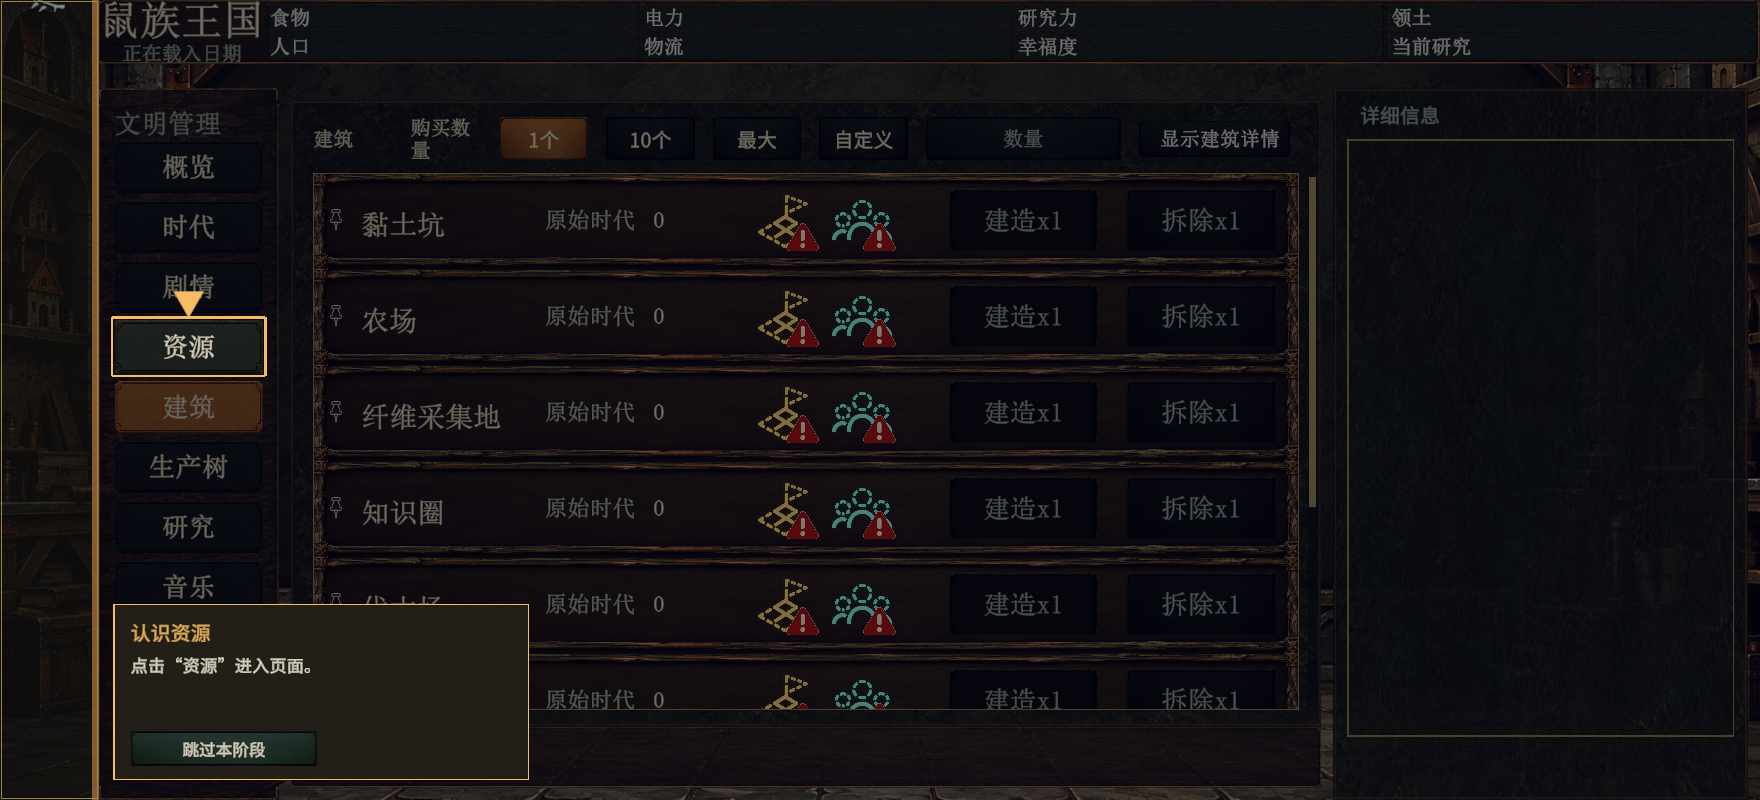 鼠族王国
正在载入日期
食物
人口
电力
物流
研究力
幸福度
领土
当前研究
文明管理
概览
时代
剧情
资源
建筑
生产树
研究
音乐
建筑
购买数量
1个
10个
最大
自定义
数量
显示建筑详情
黏土坑 原始时代 0 建造x1 拆除x1
农场 原始时代 0 建造x1 拆除x1
纤维采集地 原始时代 0 建造x1 拆除x1
知识圈 原始时代 0 建造x1 拆除x1
原始时代 0 建造x1 拆除x1
原始时代 0 建造x1 拆除x1
详细信息
认识资源
点击“资源”进入页面。
跳过本阶段